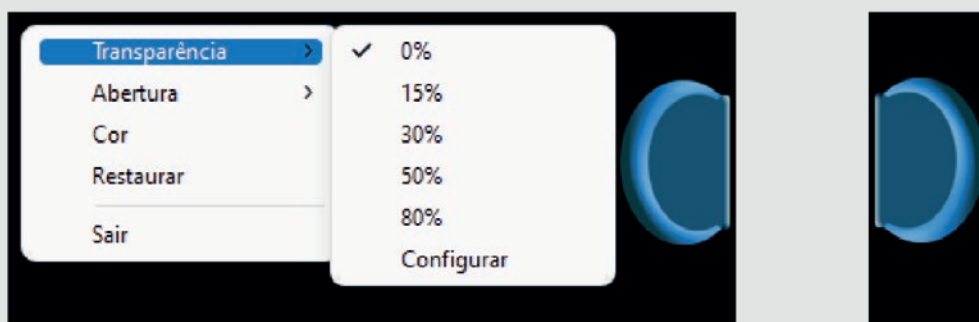 Transparência
Abertura
Cor
Restaurar
Sair
0%
15%
30%
50%
80%
Configurar